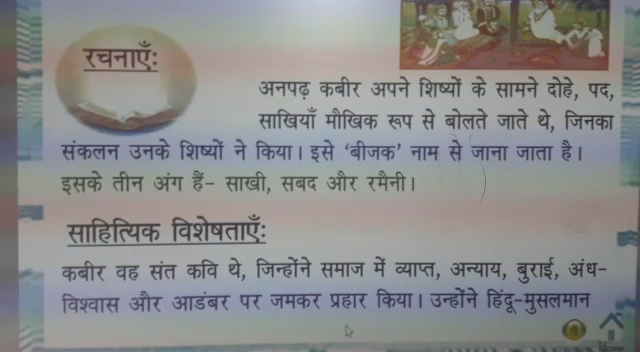 रचनाएँ:
अनपढ़ कबीर अपने शिष्यों के सामने दोहे, पद,
साखियाँ मौखिक रूप से बोलते जाते थे, जिनका
संकलन उनके शिष्यों ने किया। इसे ‘बीजक’ नाम से जाना जाता है।
इसके तीन अंग हैं- साखी, सबद और रमैनी।
साहित्यिक विशेषताएँ:
कबीर वह संत कवि थे, जिन्होंने समाज में व्याप्त, अन्याय, बुराई, अंध-
विश्वास और आडंबर पर जमकर प्रहार किया। उन्होंने हिंदू-मुसलमान